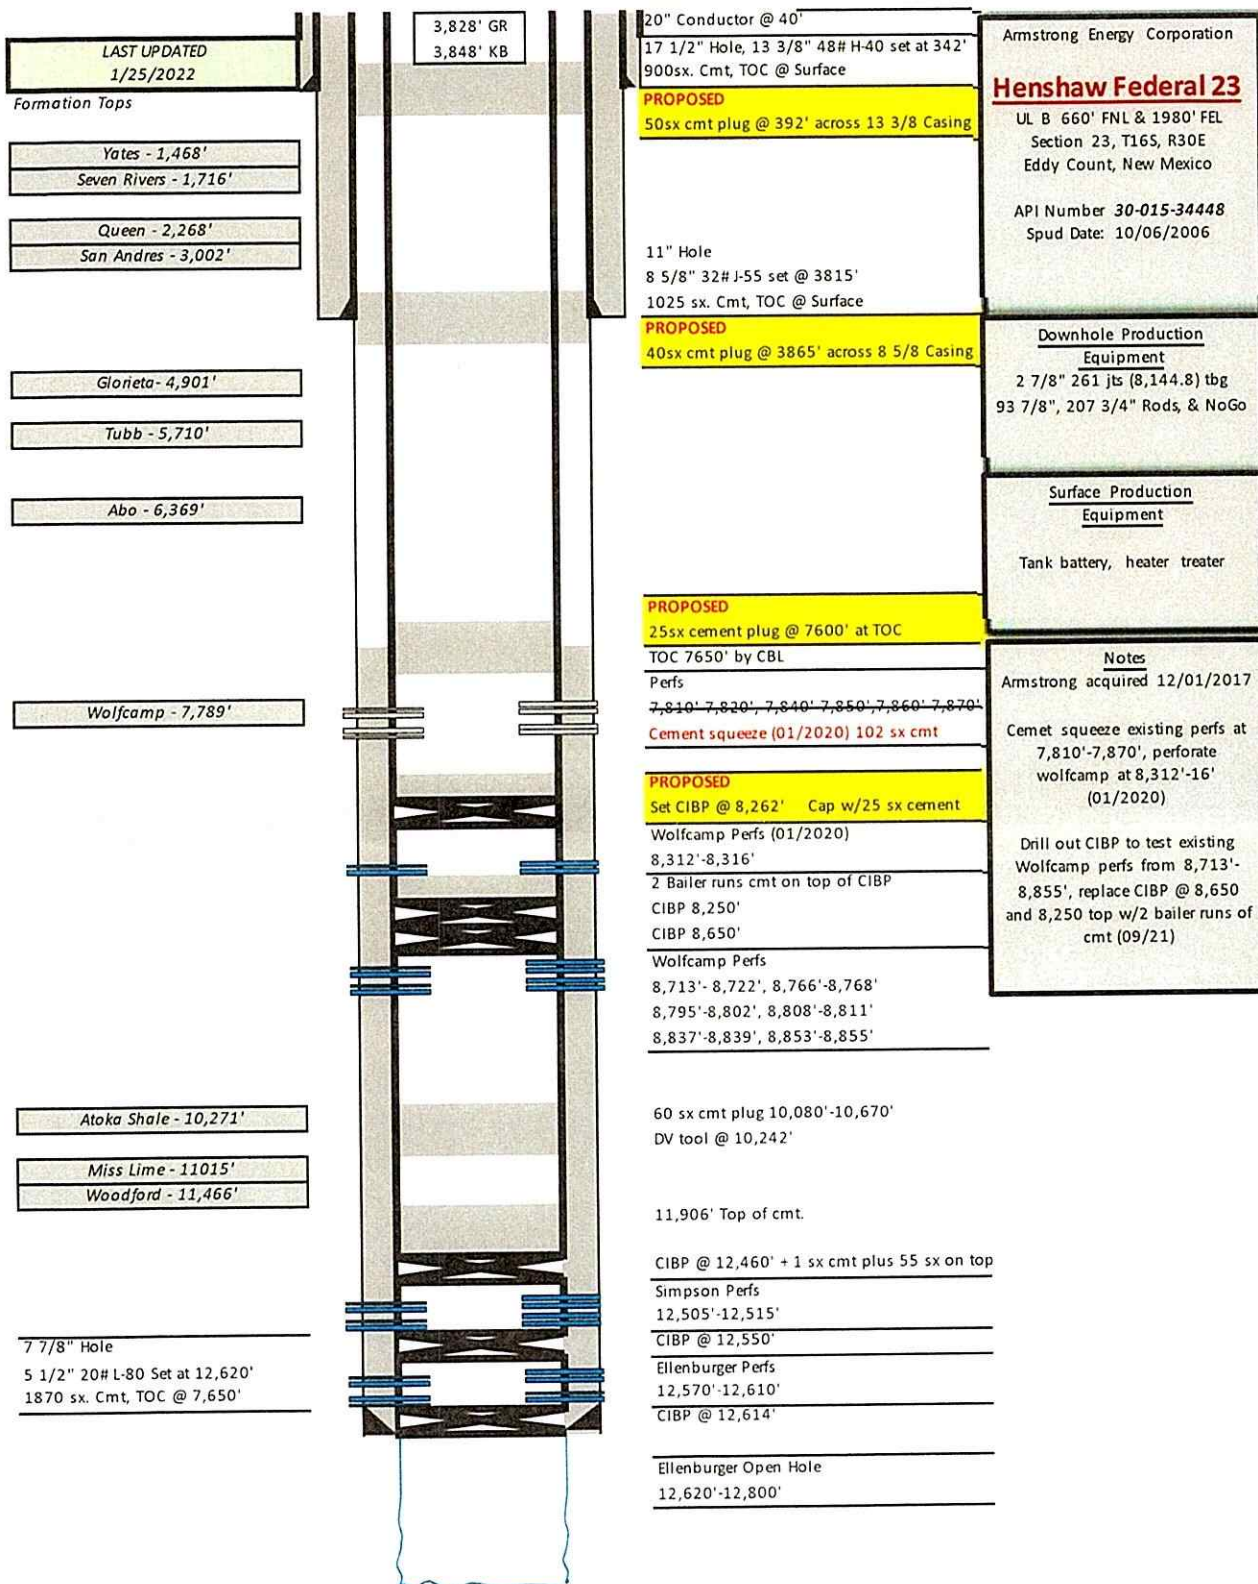 3,828' GR
3,848' KB
LAST UPDATED
1/25/2022
Formation Tops
Yates - 1,468'
Seven Rivers - 1,716'
Queen - 2,268'
San Andres - 3,002'
Glorieta- 4,901'
Tubb - 5,710'
Abo - 6,369'
Wolfcamp - 7,789'
Atoka Shale - 10,271'
Miss Lime - 11015'
Woodford - 11,466'
7 7/8" Hole
5 1/2" 20# L-80 Set at 12,620'
1870 sx. Cmt, TOC @ 7,650'
20" Conductor @ 40'
17 1/2" Hole, 13 3/8" 48# H-40 set at 342'
900sx. Cmt, TOC @ Surface
PROPOSED
50sx cmt plug @ 392' across 13 3/8 Casing
11" Hole
8 5/8" 32# J-55 set @ 3815'
1025 sx. Cmt, TOC @ Surface
PROPOSED
40sx cmt plug @ 3865' across 8 5/8 Casing
PROPOSED
25sx cement plug @ 7600' at TOC
TOC 7650' by CBL
Perfs
7,810'-7,820', 7,840'-7,850',7,860'-7,870'
Cement squeeze (01/2020) 102 sx cmt
PROPOSED
Set CIBP @ 8,262' Cap w/25 sx cement
Wolfcamp Perfs (01/2020)
8,312'-8,316'
2 Bailer runs cmt on top of CIBP
CIBP 8,250'
CIBP 8,650'
Wolfcamp Perfs
8,713'- 8,722', 8,766'-8,768'
8,795'-8,802', 8,808'-8,811'
8,837'-8,839', 8,853'-8,855'
60 sx cmt plug 10,080'-10,670'
DV tool @ 10,242'
11,906' Top of cmt.
CIBP @ 12,460' + 1 sx cmt plus 55 sx on top
Simpson Perfs
12,505'-12,515'
CIBP @ 12,550'
Ellenburger Perfs
12,570'-12,610'
CIBP @ 12,614'
Ellenburger Open Hole
12,620'-12,800'
Armstrong Energy Corporation
Henshaw Federal 23
UL B 660' FNL & 1980' FEL
Section 23, T16S, R30E
Eddy Count, New Mexico
API Number 30-015-34448
Spud Date: 10/06/2006
Downhole Production
Equipment
2 7/8" 261 jts (8,144.8) tbg
93 7/8", 207 3/4" Rods, & NoGo
Surface Production
Equipment
Tank battery, heater treater
Notes
Armstrong acquired 12/01/2017
Cemet squeeze existing perfs at
7,810'-7,870', perforate
wolfcamp at 8,312'-16'
(01/2020)
Drill out CIBP to test existing
Wolfcamp perfs from 8,713'-
8,855', replace CIBP @ 8,650
and 8,250 top w/2 bailer runs of
cmt (09/21)